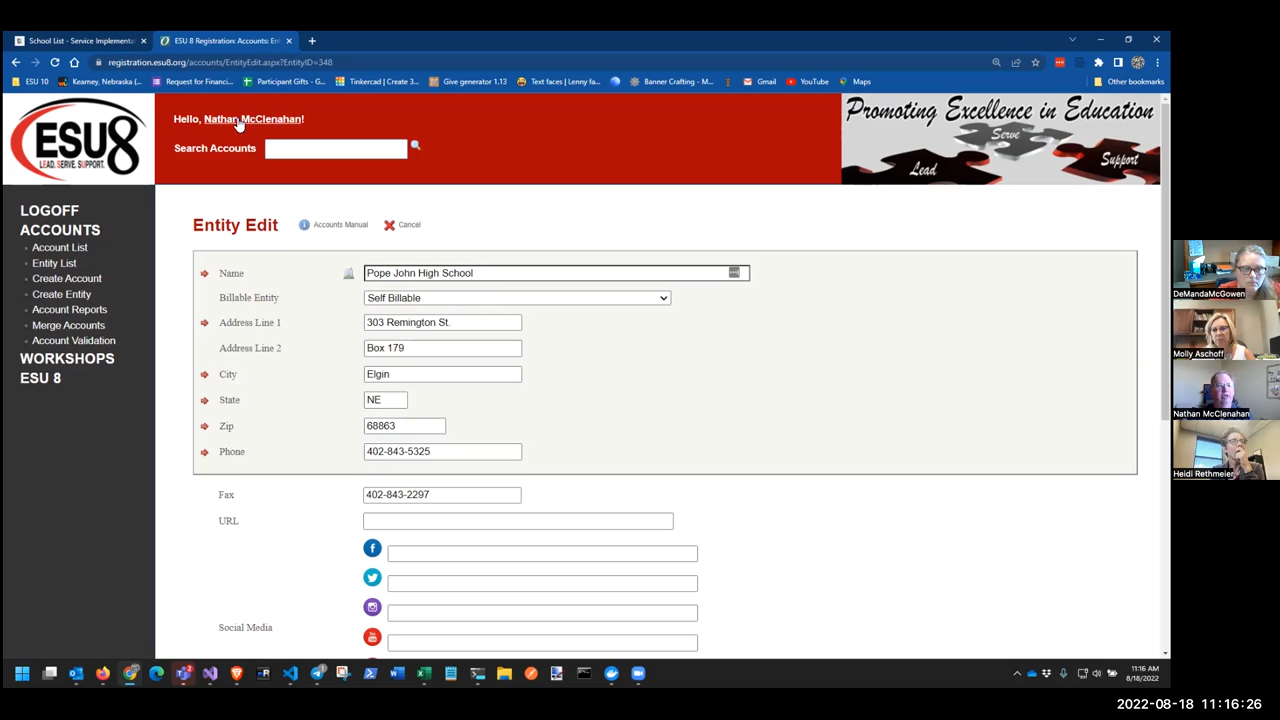 School List - Service Implementa
ESU 8 Registration: Accounts: En
registration.esu8.org/accounts/EntityEdit.aspx?EntityID=348
ESU 10
Kearney, Nebraska (...
Request for Financi...
Participant Gifts - G...
Tinkercad | Create 3...
Give generator 1.13
Text faces | Lenny fa...
Banner Crafting - M...
Gmail
YouTube
Maps
Other bookmarks
ESU8
LEAD. SERVE. SUPPORT.
Hello, Nathan McClenahan!
Search Accounts
Promoting Excellence in Education
Serve
Support
Lead
LOGOFF
ACCOUNTS
Account List
Entity List
Create Account
Create Entity
Account Reports
Merge Accounts
Account Validation
WORKSHOPS
ESU 8
Entity Edit
Accounts Manual
Cancel
Name Pope John High School
Billable Entity Self Billable
Address Line 1 303 Remington St.
Address Line 2 Box 179
City Elgin
State NE
Zip 68863
Phone 402-843-5325
Fax 402-843-2297
URL
Social Media
DeMandaMcGowen
Molly Aschoff
Nathan McClenahan
Heidi Rethmeier
11:16 AM
8/18/2022
2022-08-18 11:16:26